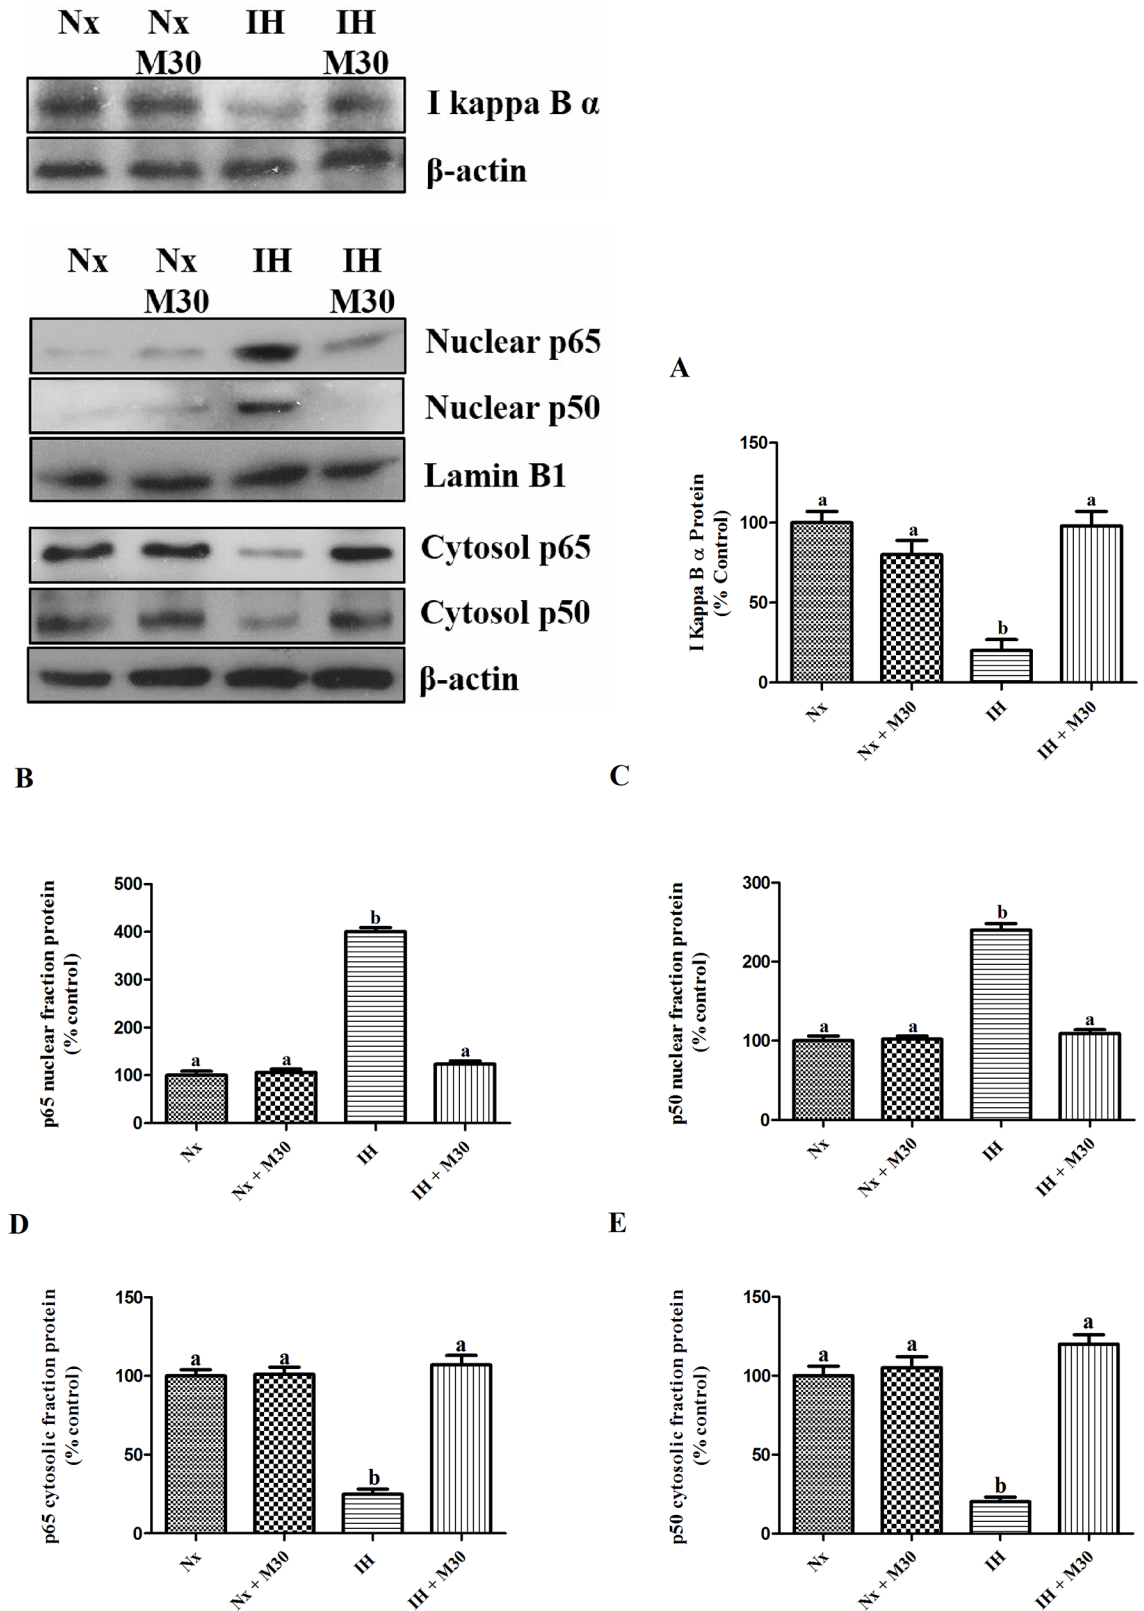 Nx Nx IH IH
M30 M30
I kappa B α
β-actin
Nx Nx IH IH
M30 M30
Nuclear p65
Nuclear p50
Lamin B1
Cytosol p65
Cytosol p50
β-actin
A
I Kappa B α Protein
(% Control)
150
100
50
0
a
a
b
a
Nx
Nx + M30
IH
IH + M30
B
p65 nuclear fraction protein
(% control)
500
400
300
200
100
0
a
a
b
a
Nx
Nx + M30
IH
IH + M30
C
p50 nuclear fraction protein
(% control)
300
200
100
0
a
a
b
a
Nx
Nx + M30
IH
IH + M30
D
p65 cytosolic fraction protein
(% control)
150
100
50
0
a
a
b
a
Nx
Nx + M30
IH
IH + M30
E
p50 cytosolic fraction protein
(% control)
150
100
50
0
a
a
b
a
Nx
Nx + M30
IH
IH + M30